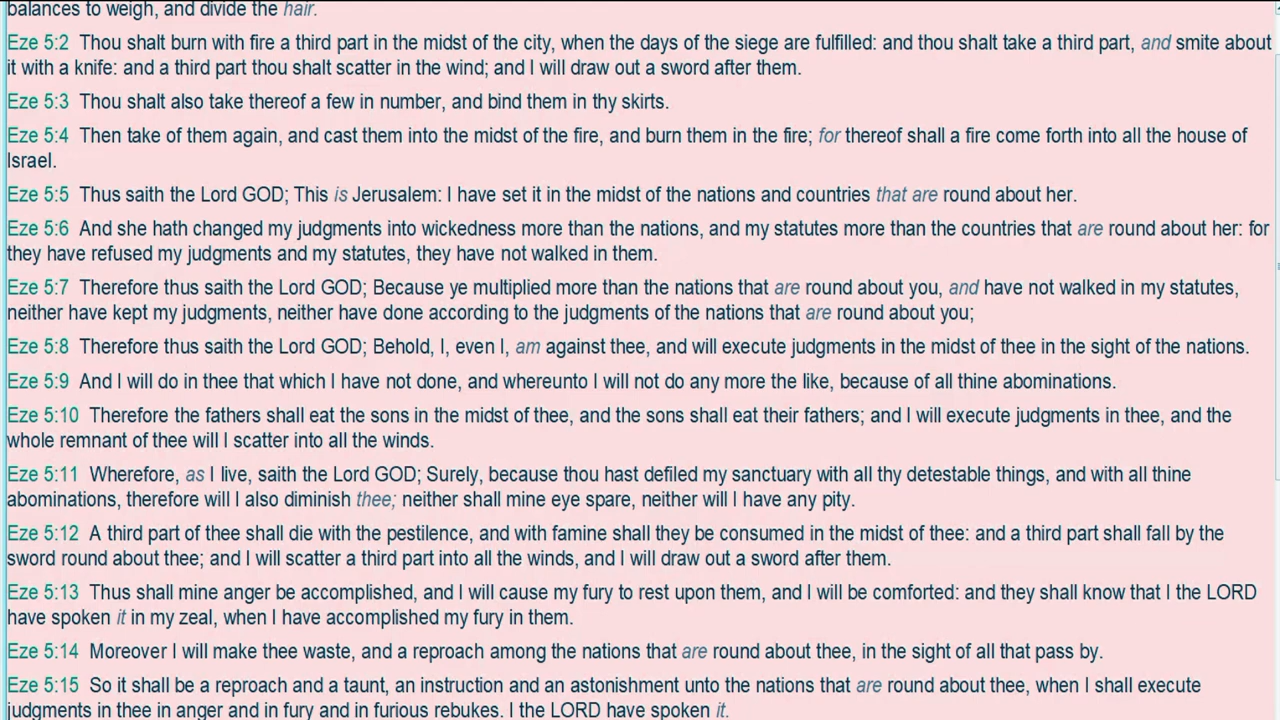 balances to weigh, and divide the hair.
Eze 5:2 Thou shalt burn with fire a third part in the midst of the city, when the days of the siege are fulfilled: and thou shalt take a third part, and smite about
it with a knife: and a third part thou shalt scatter in the wind; and I will draw out a sword after them.
Eze 5:3 Thou shalt also take thereof a few in number, and bind them in thy skirts.
Eze 5:4 Then take of them again, and cast them into the midst of the fire, and burn them in the fire; for thereof shall a fire come forth into all the house of
Israel.
Eze 5:5 Thus saith the Lord GOD; This is Jerusalem: I have set it in the midst of the nations and countries that are round about her.
Eze 5:6 And she hath changed my judgments into wickedness more than the nations, and my statutes more than the countries that are round about her: for
they have refused my judgments and my statutes, they have not walked in them.
Eze 5:7 Therefore thus saith the Lord GOD; Because ye multiplied more than the nations that are round about you, and have not walked in my statutes,
neither have kept my judgments, neither have done according to the judgments of the nations that are round about you;
Eze 5:8 Therefore thus saith the Lord GOD; Behold, I, even I, am against thee, and will execute judgments in the midst of thee in the sight of the nations.
Eze 5:9 And I will do in thee that which I have not done, and whereunto I will not do any more the like, because of all thine abominations.
Eze 5:10 Therefore the fathers shall eat the sons in the midst of thee, and the sons shall eat their fathers; and I will execute judgments in thee, and the
whole remnant of thee will I scatter into all the winds.
Eze 5:11 Wherefore, as I live, saith the Lord GOD; Surely, because thou hast defiled my sanctuary with all thy detestable things, and with all thine
abominations, therefore will I also diminish thee; neither shall mine eye spare, neither will I have any pity.
Eze 5:12 A third part of thee shall die with the pestilence, and with famine shall they be consumed in the midst of thee: and a third part shall fall by the
sword round about thee; and I will scatter a third part into all the winds, and I will draw out a sword after them.
Eze 5:13 Thus shall mine anger be accomplished, and I will cause my fury to rest upon them, and I will be comforted: and they shall know that I the LORD
have spoken it in my zeal, when I have accomplished my fury in them.
Eze 5:14 Moreover I will make thee waste, and a reproach among the nations that are round about thee, in the sight of all that pass by.
Eze 5:15 So it shall be a reproach and a taunt, an instruction and an astonishment unto the nations that are round about thee, when I shall execute
judgments in thee in anger and in fury and in furious rebukes. I the LORD have spoken it.